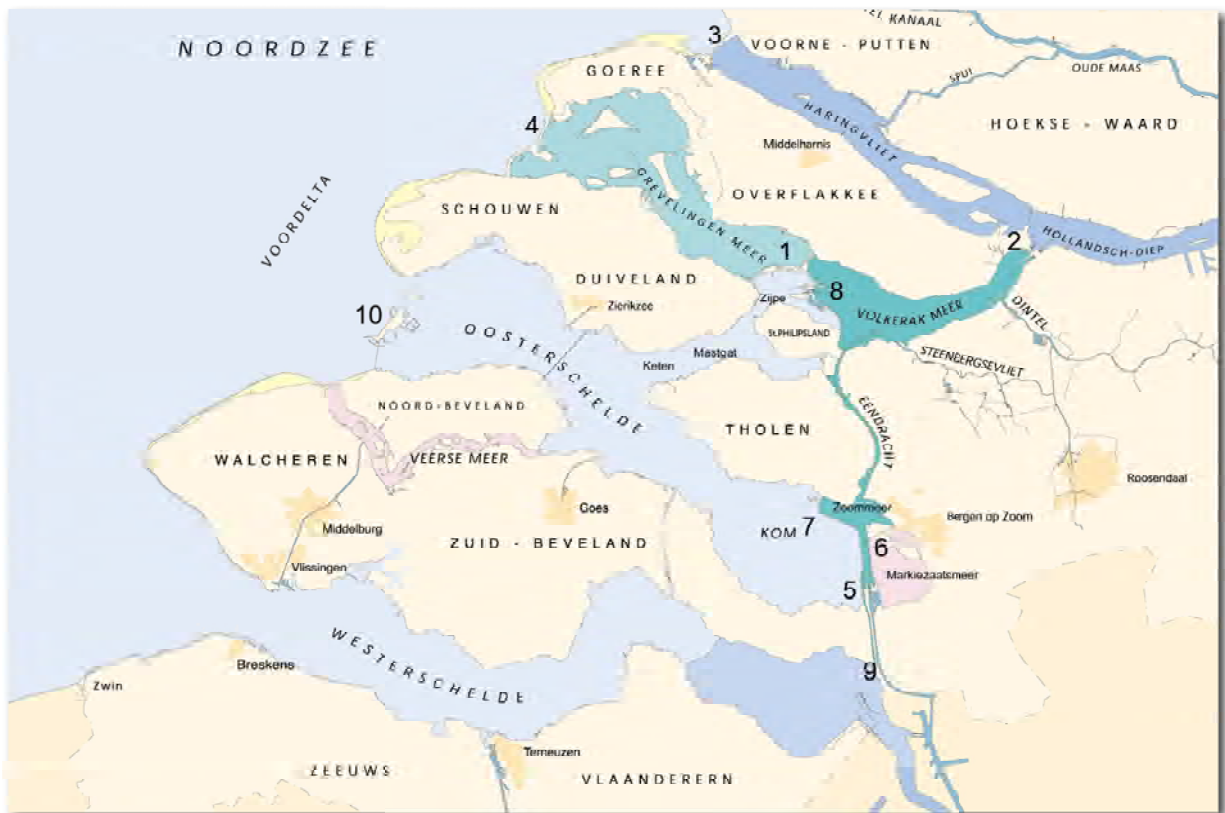 NOORDZEE
3
VOORNE - PUTTEN
KANAAL
OUDE MAAS
SPUI
GOEREE
HOEKSE - WAARD
HARINGVLIET
4
Middelharnis
OVERFLAKKEE
GREVELINGEN MEER
VOORDELTA
SCHOUWEN
2
HOLLANDSCH-DIEP
1
DUIVELAND
Zijpe
8
VOLKERAK MEER
DINTEL
Zierikzee
10
OOSTERSCHELDE
St.PHILIPSLAND
Mastgat
Keten
STEENBERGSEVLIET
NOORD-BEVELAND
EENDRACHT
THOLEN
WALCHEREN
VEERSE MEER
Roosendaal
Goes
Zoommeer
Bergen op Zoom
Middelburg
KOM
7
ZUID - BEVELAND
6
Vlissingen
Markiezaatsmeer
5
WESTERSCHELDE
Breskens
9
Zwin
Terneuzen
ZEEUWS
VLAANDERERN